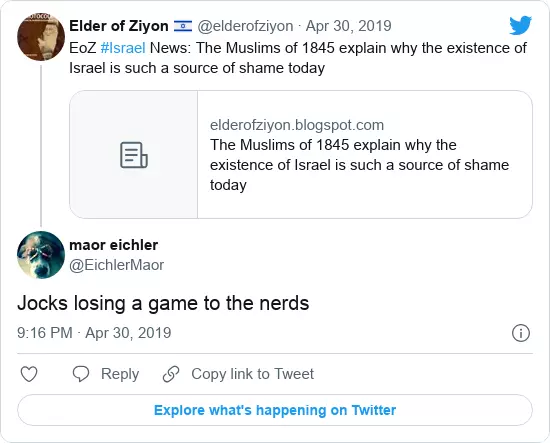 Elder of Ziyon 🇮🇱 @elderofziyon · Apr 30, 2019
EoZ #Israel News: The Muslims of 1845 explain why the existence of
Israel is such a source of shame today
elderofziyon.blogspot.com
The Muslims of 1845 explain why the
existence of Israel is such a source of shame
today
maor eichler
@EichlerMaor
Jocks losing a game to the nerds
9:16 PM · Apr 30, 2019
Reply
Copy link to Tweet
Explore what's happening on Twitter